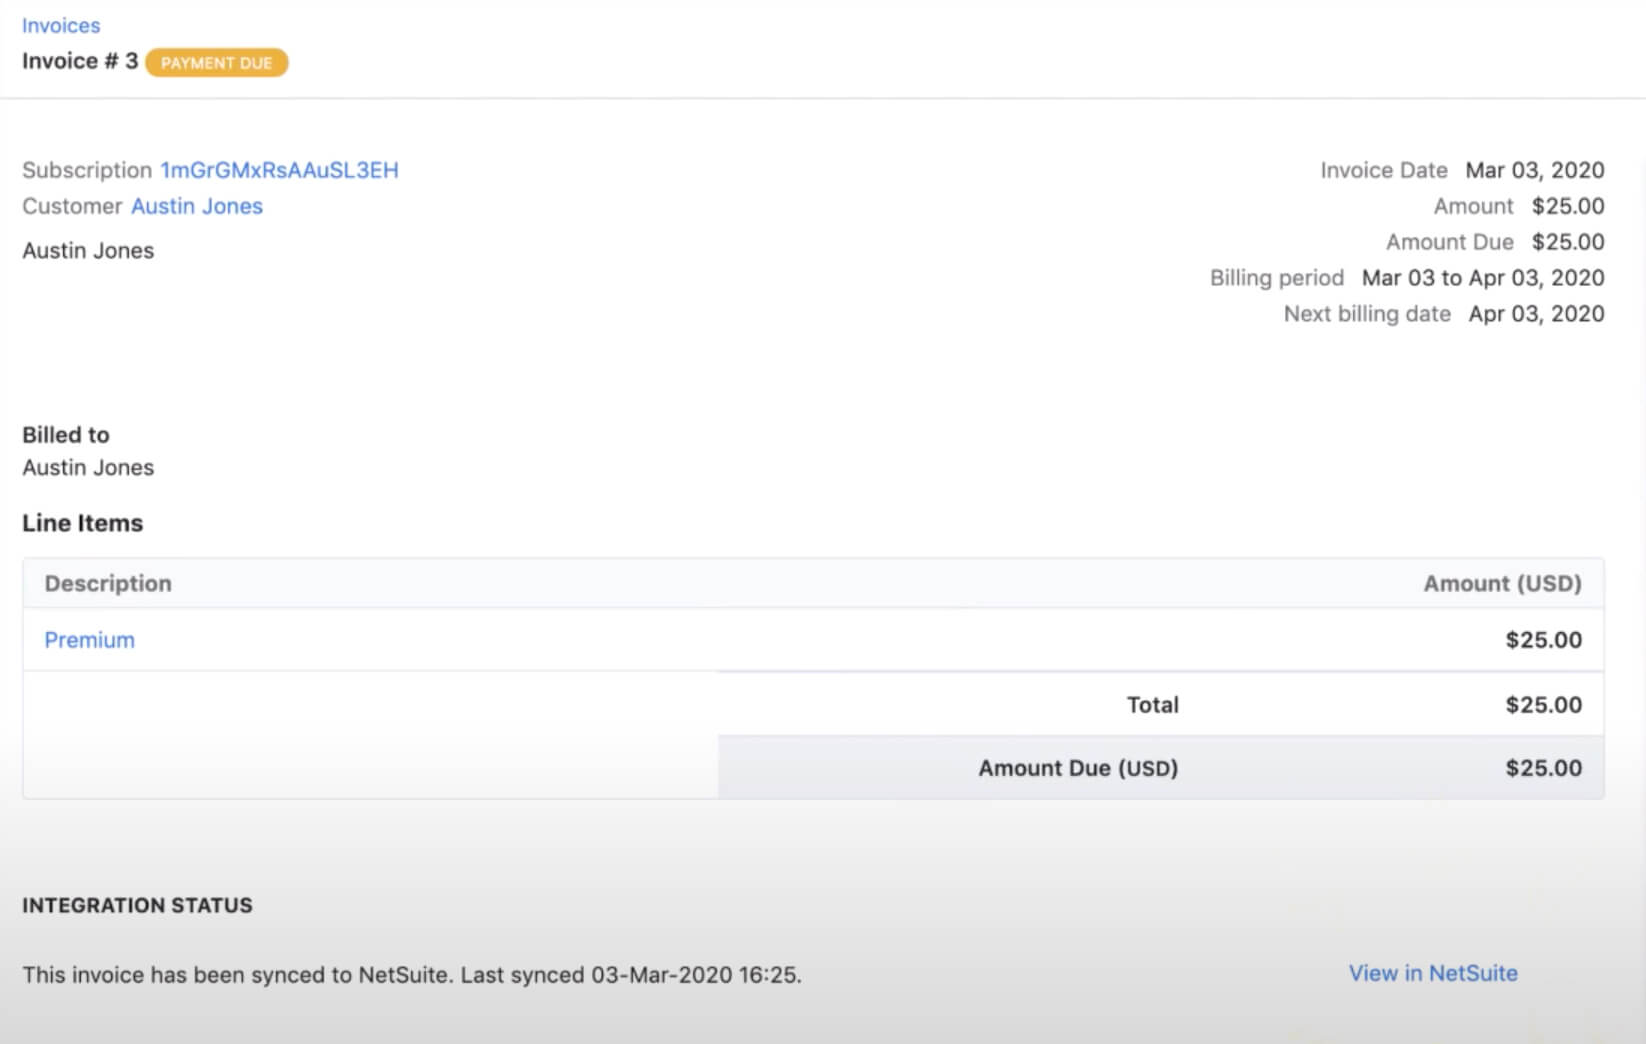 Invoices
Invoice # 3 PAYMENT DUE
Subscription 1mGrGMxRsAAuSL3EH
Customer Austin Jones
Austin Jones
Invoice Date Mar 03, 2020
Amount $25.00
Amount Due $25.00
Billing period Mar 03 to Apr 03, 2020
Next billing date Apr 03, 2020
Billed to
Austin Jones
Line Items
Description Amount (USD)
Premium $25.00
Total $25.00
Amount Due (USD) $25.00
INTEGRATION STATUS
This invoice has been synced to NetSuite. Last synced 03-Mar-2020 16:25. View in NetSuite